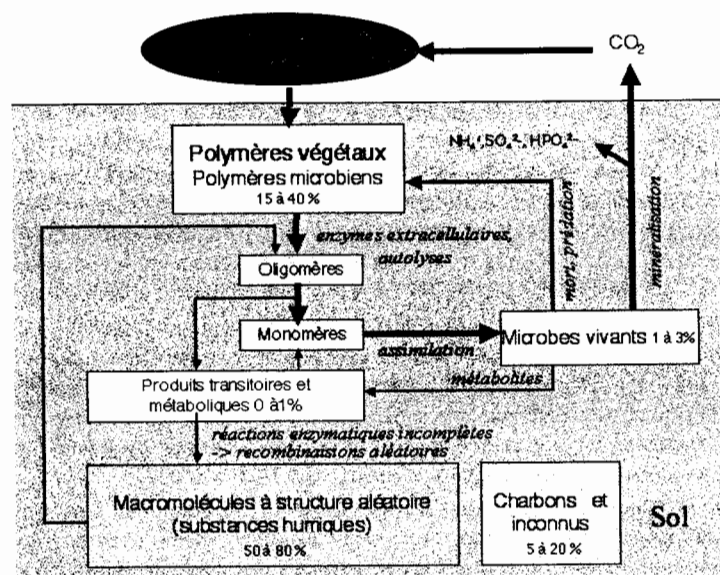 CO2
NH4+, SO42-, HPO42-
Polymères végétaux
Polymères microbiens
15 à 40 %
enzymes extracellulaires,
autolyses
mort, prédation
minéralisation
Oligomères
Monomères
assimilation
Microbes vivants 1 à 3%
métabolites
Produits transitoires et
métaboliques 0 à1%
réactions enzymatiques incomplètes
-> recombinaisions aléatoires
Macromolécules à structure aléatoire
(substances humiques)
50 à 80 %
Charbons et
inconnus
5 à 20 %
Sol